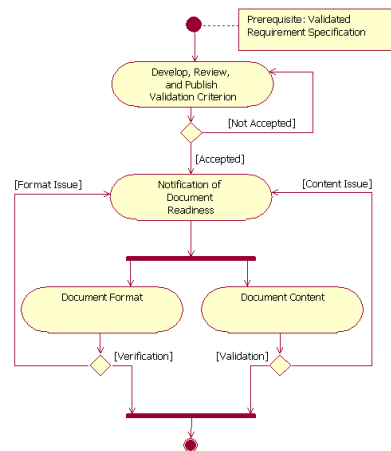 Prerequisite: Validated
Requirement Specification
Develop, Review,
and Publish
Validation Criterion
[Not Accepted]
[Accepted]
[Format Issue]
[Content Issue]
Notification of
Document
Readiness
Document Format
Document Content
[Verification]
[Validation]